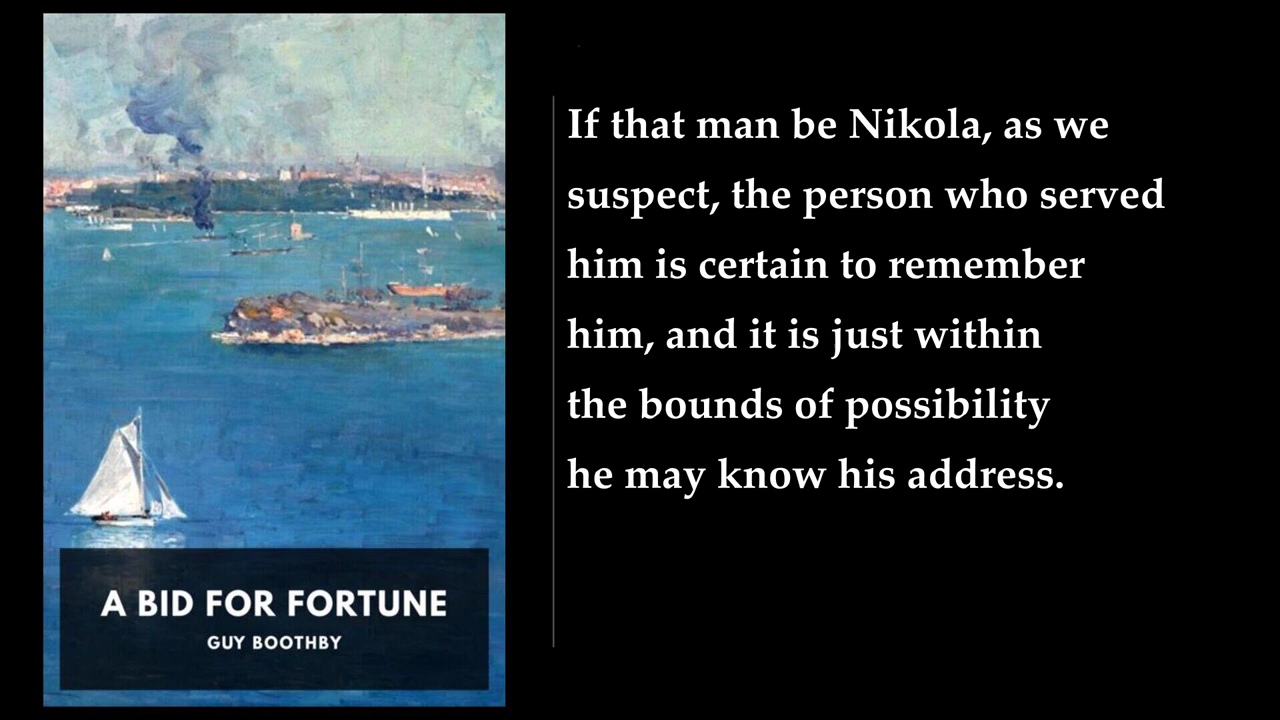 If that man be Nikola, as we
suspect, the person who served
him is certain to remember
him, and it is just within
the bounds of possibility
he may know his address.
A BID FOR FORTUNE
GUY BOOTHBY